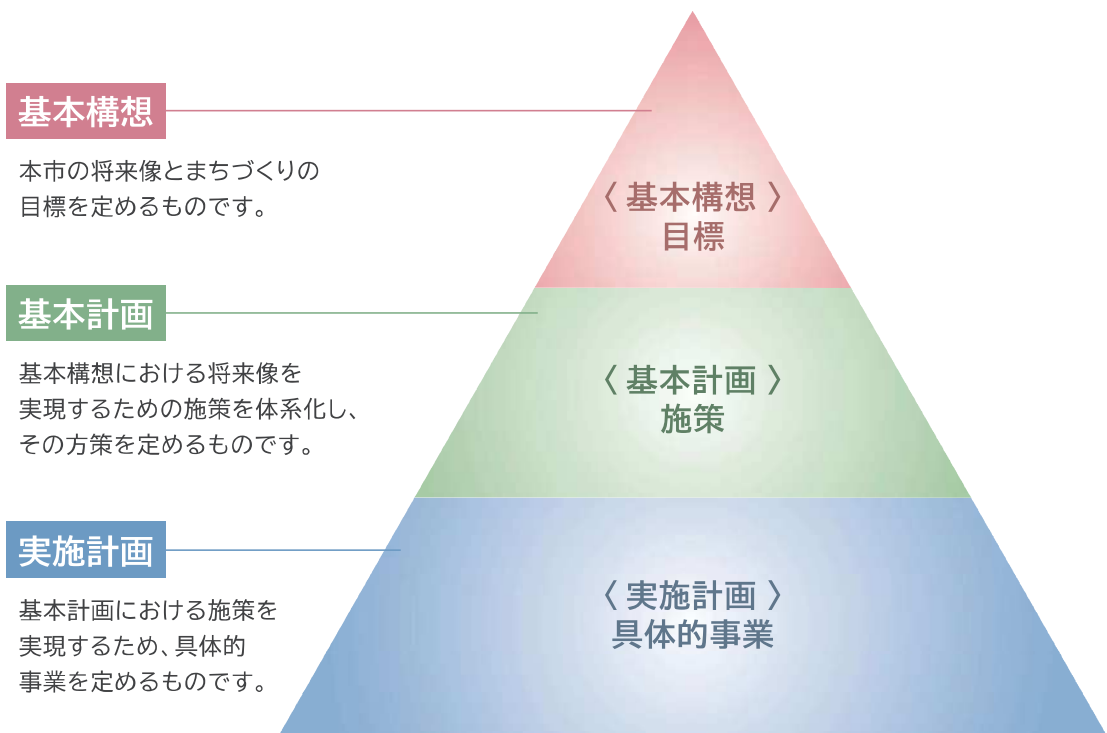 基本構想
本市の将来像とまちづくりの
目標を定めるものです。
〈 基本構想 〉
目標
基本計画
基本構想における将来像を
実現するための施策を体系化し、
その方策を定めるものです。
〈 基本計画 〉
施策
実施計画
基本計画における施策を
実現するため、具体的
事業を定めるものです。
〈 実施計画 〉
具体的事業